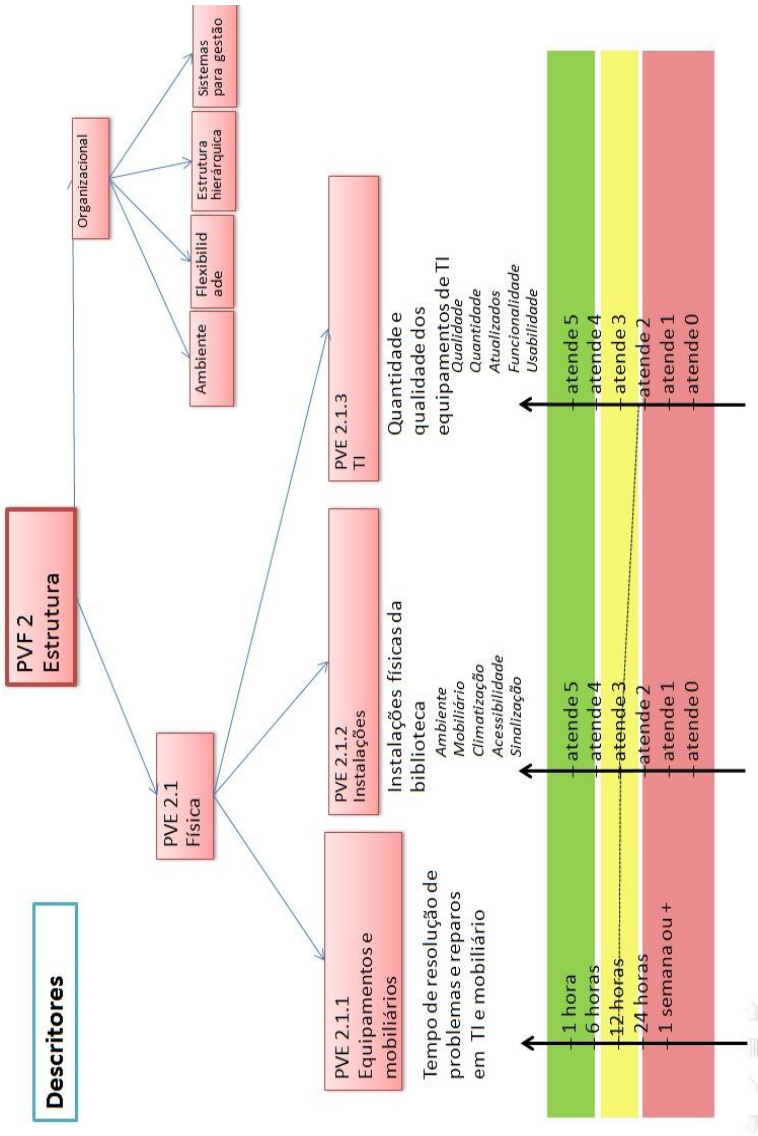 Descritores
PVF 2
Estrutura
PVE 2.1
Física
Organizacional
Ambiente
Flexibilid
ade
Estrutura
hierárquica
Sistemas
para gestão
PVE 2.1.1
Equipamentos e
mobiliários
Tempo de resolução de
problemas e reparos
em TI e mobiliário
1 hora
6 horas
12 horas
24 horas
1 semana ou +
PVE 2.1.2
Instalações
Instalações físicas da
biblioteca
Ambiente
Mobiliário
Climatização
Acessibilidade
Sinalização
atende 5
atende 4
atende 3
atende 2
atende 1
atende 0
PVE 2.1.3
TI
Quantidade e
qualidade dos
equipamentos de TI
Qualidade
Quantidade
Atualizados
Funcionalidade
Usabilidade
atende 5
atende 4
atende 3
atende 2
atende 1
atende 0